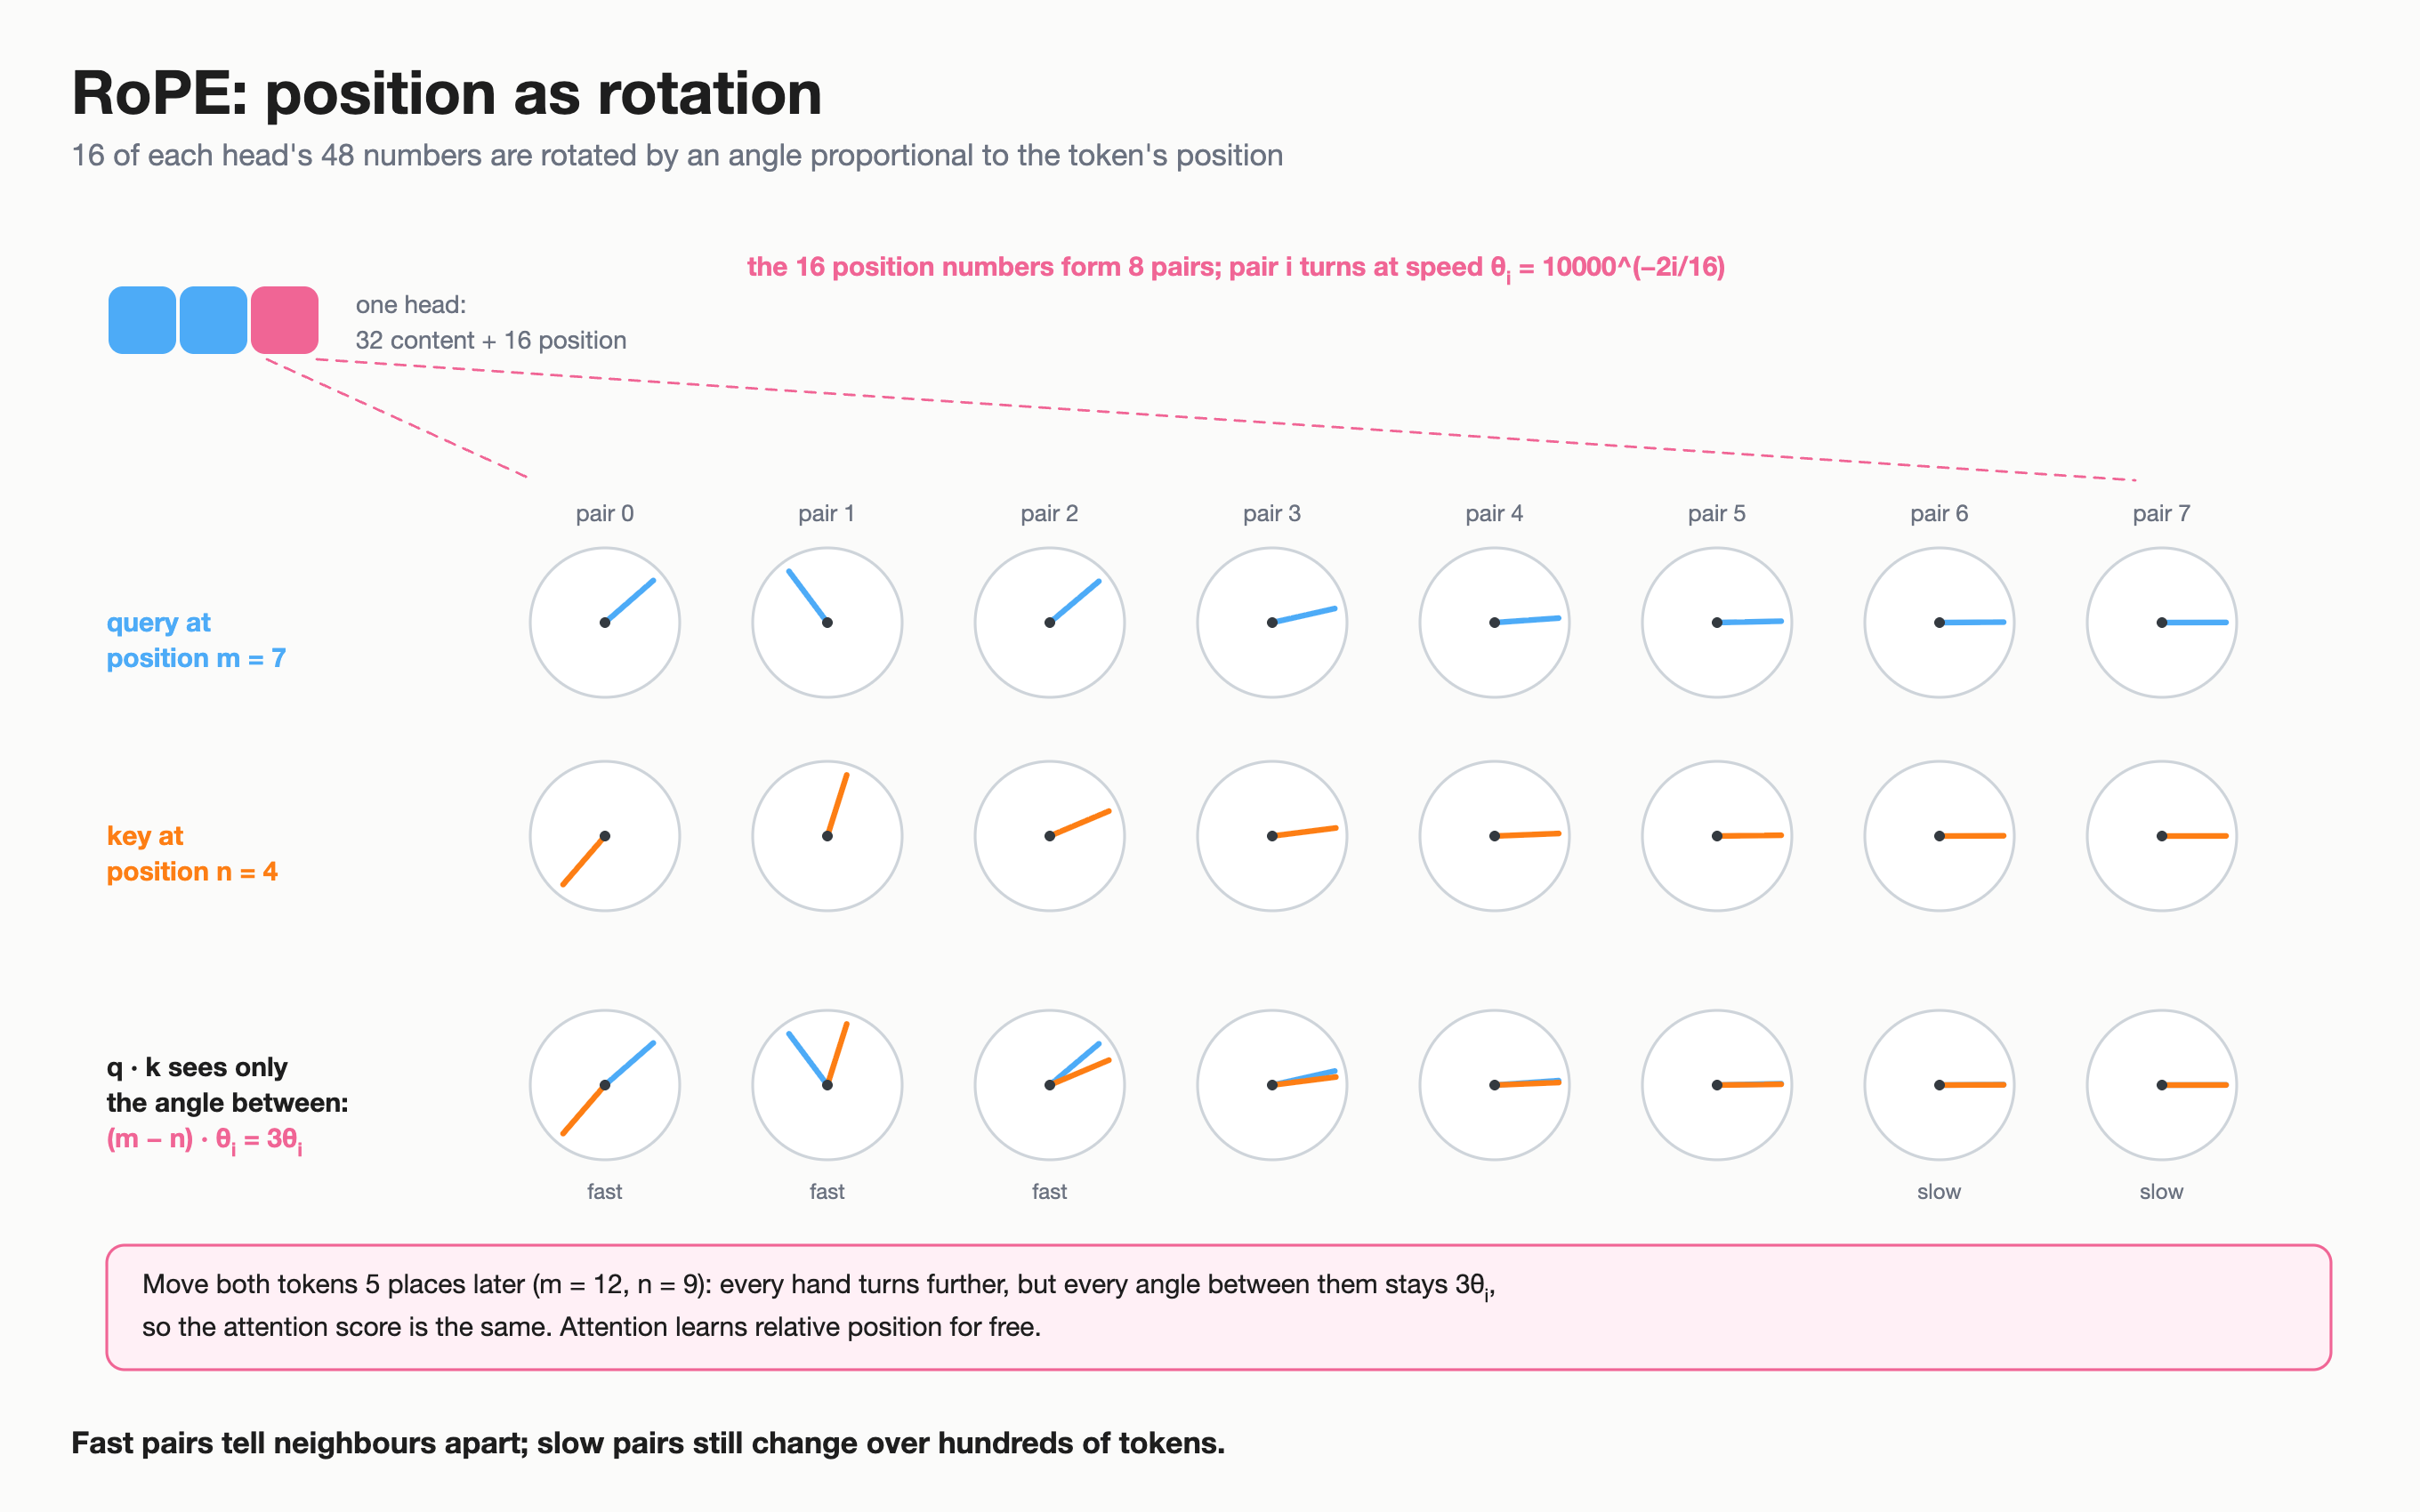 RoPE: position as rotation
16 of each head's 48 numbers are rotated by an angle proportional to the token's position
the 16 position numbers form 8 pairs; pair i turns at speed θi = 10000^(−2i/16)
one head:
32 content + 16 position
pair 0 pair 1 pair 2 pair 3 pair 4 pair 5 pair 6 pair 7
query at
position m = 7
key at
position n = 4
q · k sees only
the angle between:
(m − n) · θi = 3θi
fast fast fast slow slow
Move both tokens 5 places later (m = 12, n = 9): every hand turns further, but every angle between them stays 3θi,
so the attention score is the same. Attention learns relative position for free.
Fast pairs tell neighbours apart; slow pairs still change over hundreds of tokens.